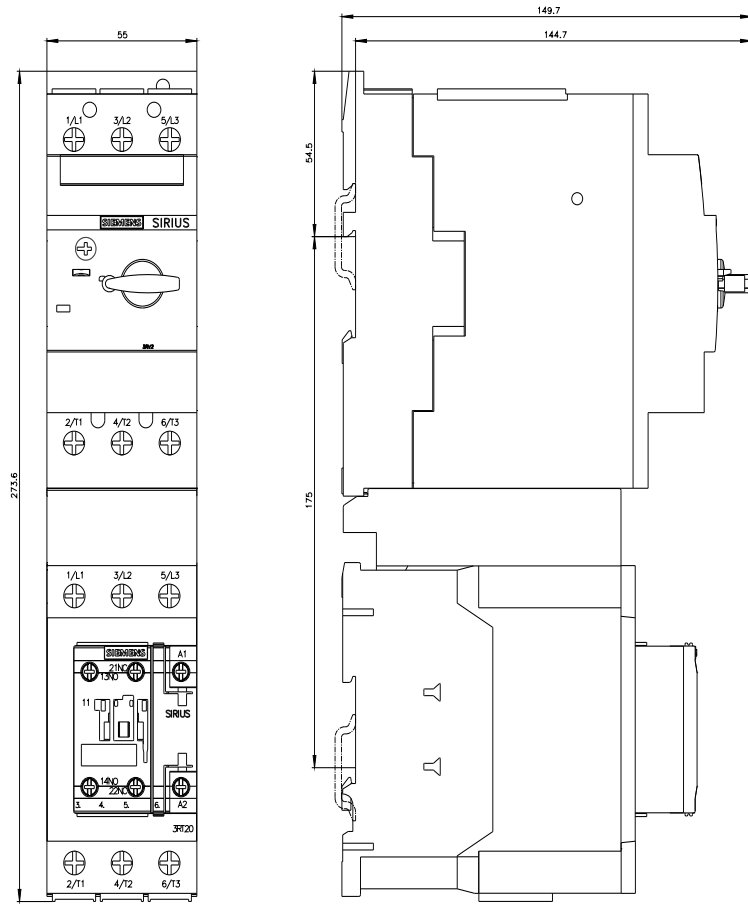 149.7
55
144.7
1/L1 3/L2 5/L3
54.5
SIEMENS SIRIUS
3RV2
2/T1 4/T2 6/T3
273.6
175
1/L1 3/L2 5/L3
SIEMENS A1
21NC
13NO
11
SIRIUS
14NO
22NC
3. 4. 5. 6. A2
3RT20
2/T1 4/T2 6/T3